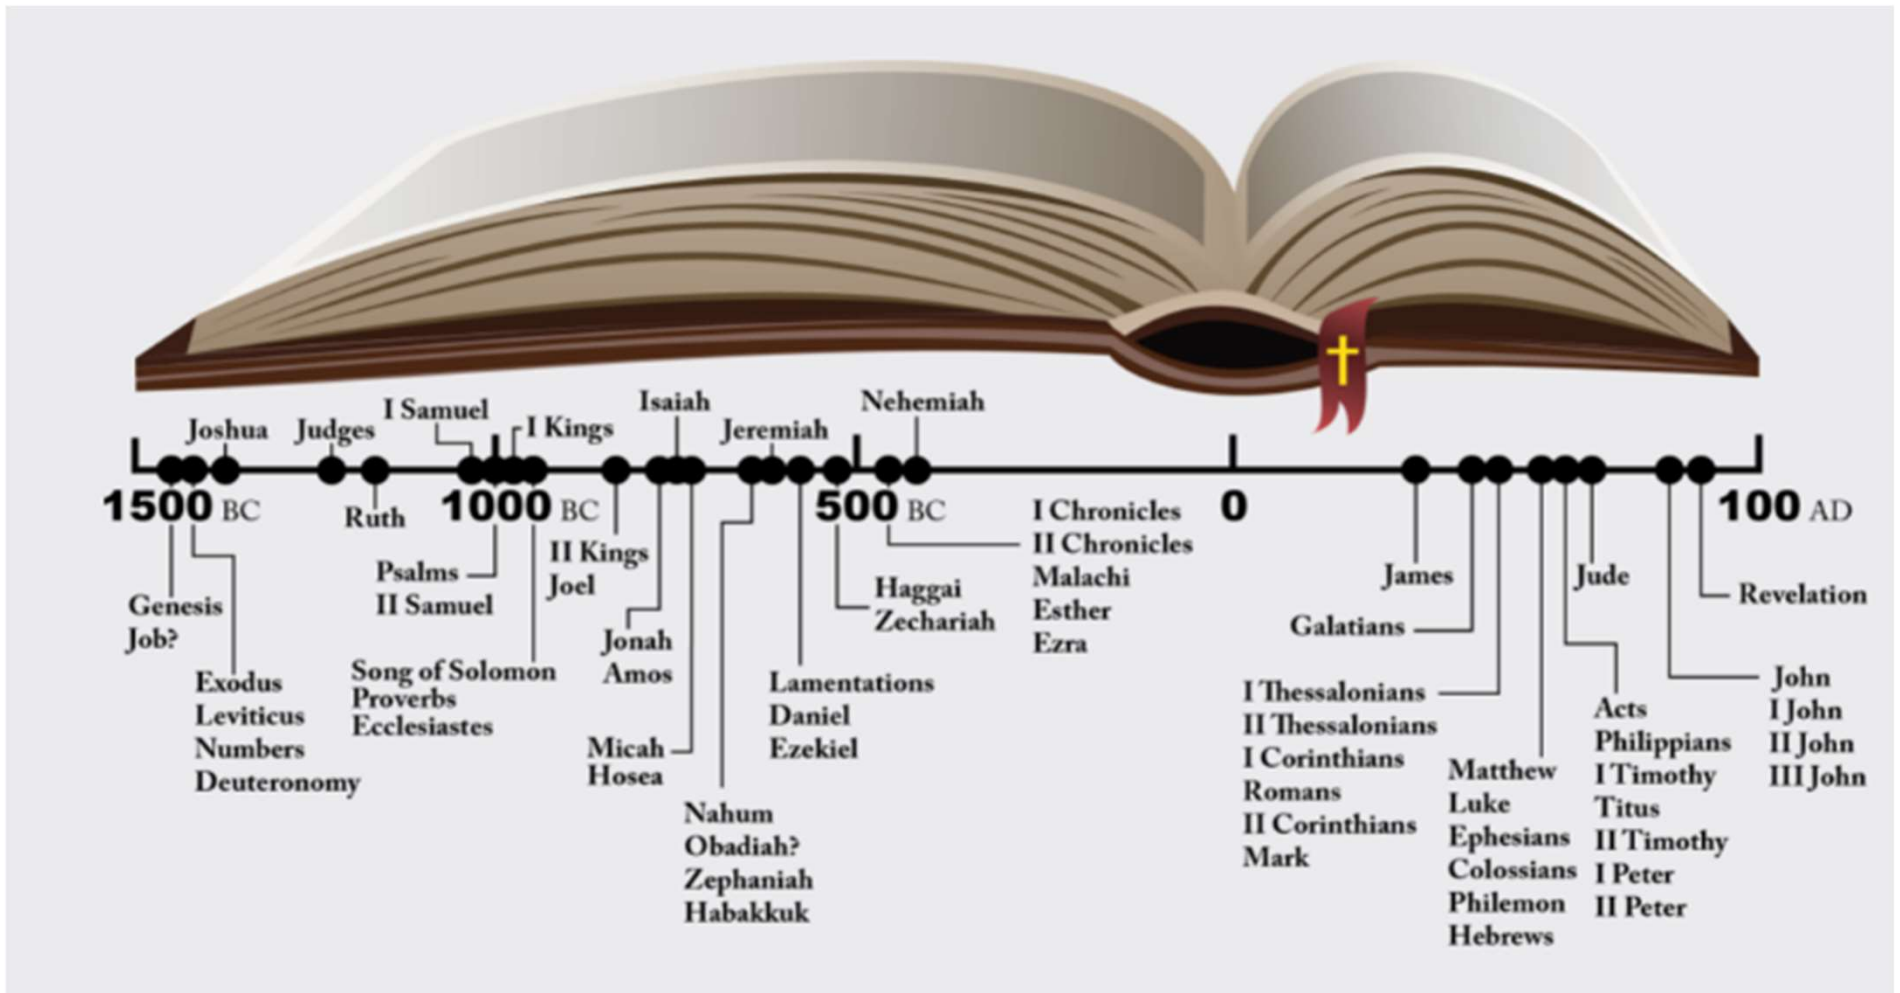 I Samuel
Isaiah
Nehemiah
Joshua
Judges
I Kings
Jeremiah
1500 BC
1000 BC
500 BC
0
100 AD
Ruth
Genesis
Job?
Exodus
Leviticus
Numbers
Deuteronomy
Psalms
II Samuel
Song of Solomon
Proverbs
Ecclesiastes
II Kings
Joel
Jonah
Amos
Micah
Hosea
Nahum
Obadiah?
Zephaniah
Habakkuk
Lamentations
Daniel
Ezekiel
Haggai
Zechariah
I Chronicles
II Chronicles
Malachi
Esther
Ezra
James
Galatians
I Thessalonians
II Thessalonians
I Corinthians
Romans
II Corinthians
Mark
Matthew
Luke
Ephesians
Colossians
Philemon
Hebrews
Acts
Philippians
I Timothy
Titus
II Timothy
I Peter
II Peter
Jude
John
I John
II John
III John
Revelation